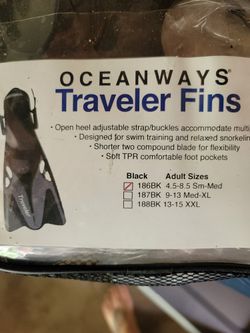 OCEANWAYS®
Traveler Fins
• Open heel adjustable strap/buckles accommodate multi
• Designed for swim training and relaxed snorkelin
• Shorter two compound blade for flexibility
• Soft TPR comfortable foot pockets
Black Adult Sizes
186BK 4.5-8.5 Sm-Med
187BK 9-13 Med-XL
188BK 13-15 XXL